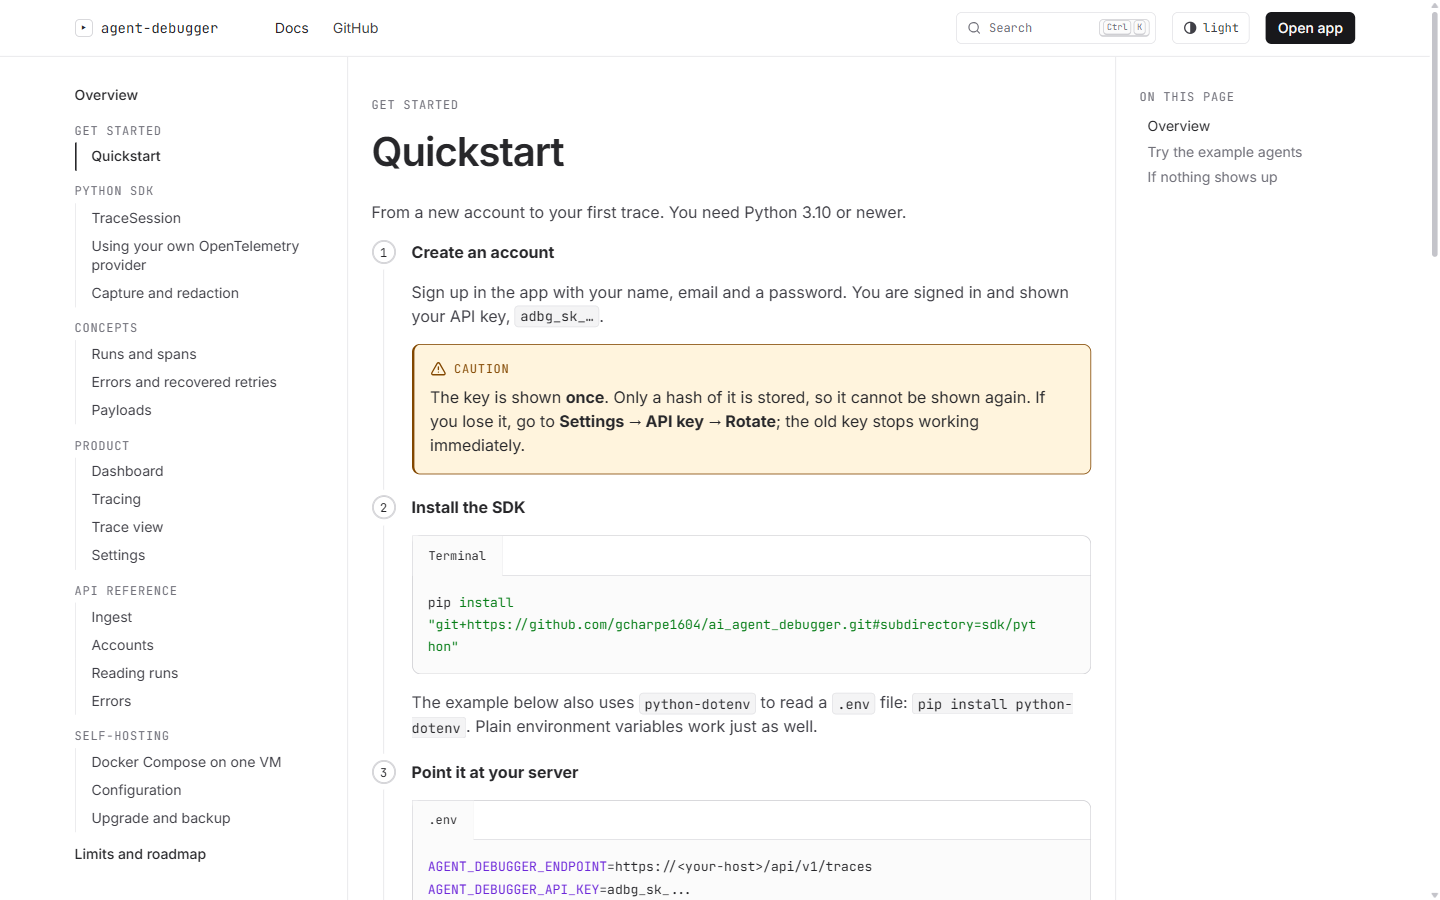 agent-debugger
Docs
GitHub
Search
Ctrl K
light
Open app
Overview
GET STARTED
Quickstart
PYTHON SDK
TraceSession
Using your own OpenTelemetry
provider
Capture and redaction
CONCEPTS
Runs and spans
Errors and recovered retries
Payloads
PRODUCT
Dashboard
Tracing
Trace view
Settings
API REFERENCE
Ingest
Accounts
Reading runs
Errors
SELF-HOSTING
Docker Compose on one VM
Configuration
Upgrade and backup
Limits and roadmap
GET STARTED
Quickstart
From a new account to your first trace. You need Python 3.10 or newer.
1 Create an account
Sign up in the app with your name, email and a password. You are signed in and shown
your API key, adbg_sk_… .
CAUTION
The key is shown once. Only a hash of it is stored, so it cannot be shown again. If
you lose it, go to Settings → API key → Rotate; the old key stops working
immediately.
2 Install the SDK
Terminal
pip install
"git+https://github.com/gcharpe1604/ai_agent_debugger.git#subdirectory=sdk/pyt
hon"
The example below also uses python-dotenv to read a .env file: pip install python-
dotenv. Plain environment variables work just as well.
3 Point it at your server
.env
AGENT_DEBUGGER_ENDPOINT=https://<your-host>/api/v1/traces
AGENT_DEBUGGER_API_KEY=adbg_sk_...
ON THIS PAGE
Overview
Try the example agents
If nothing shows up